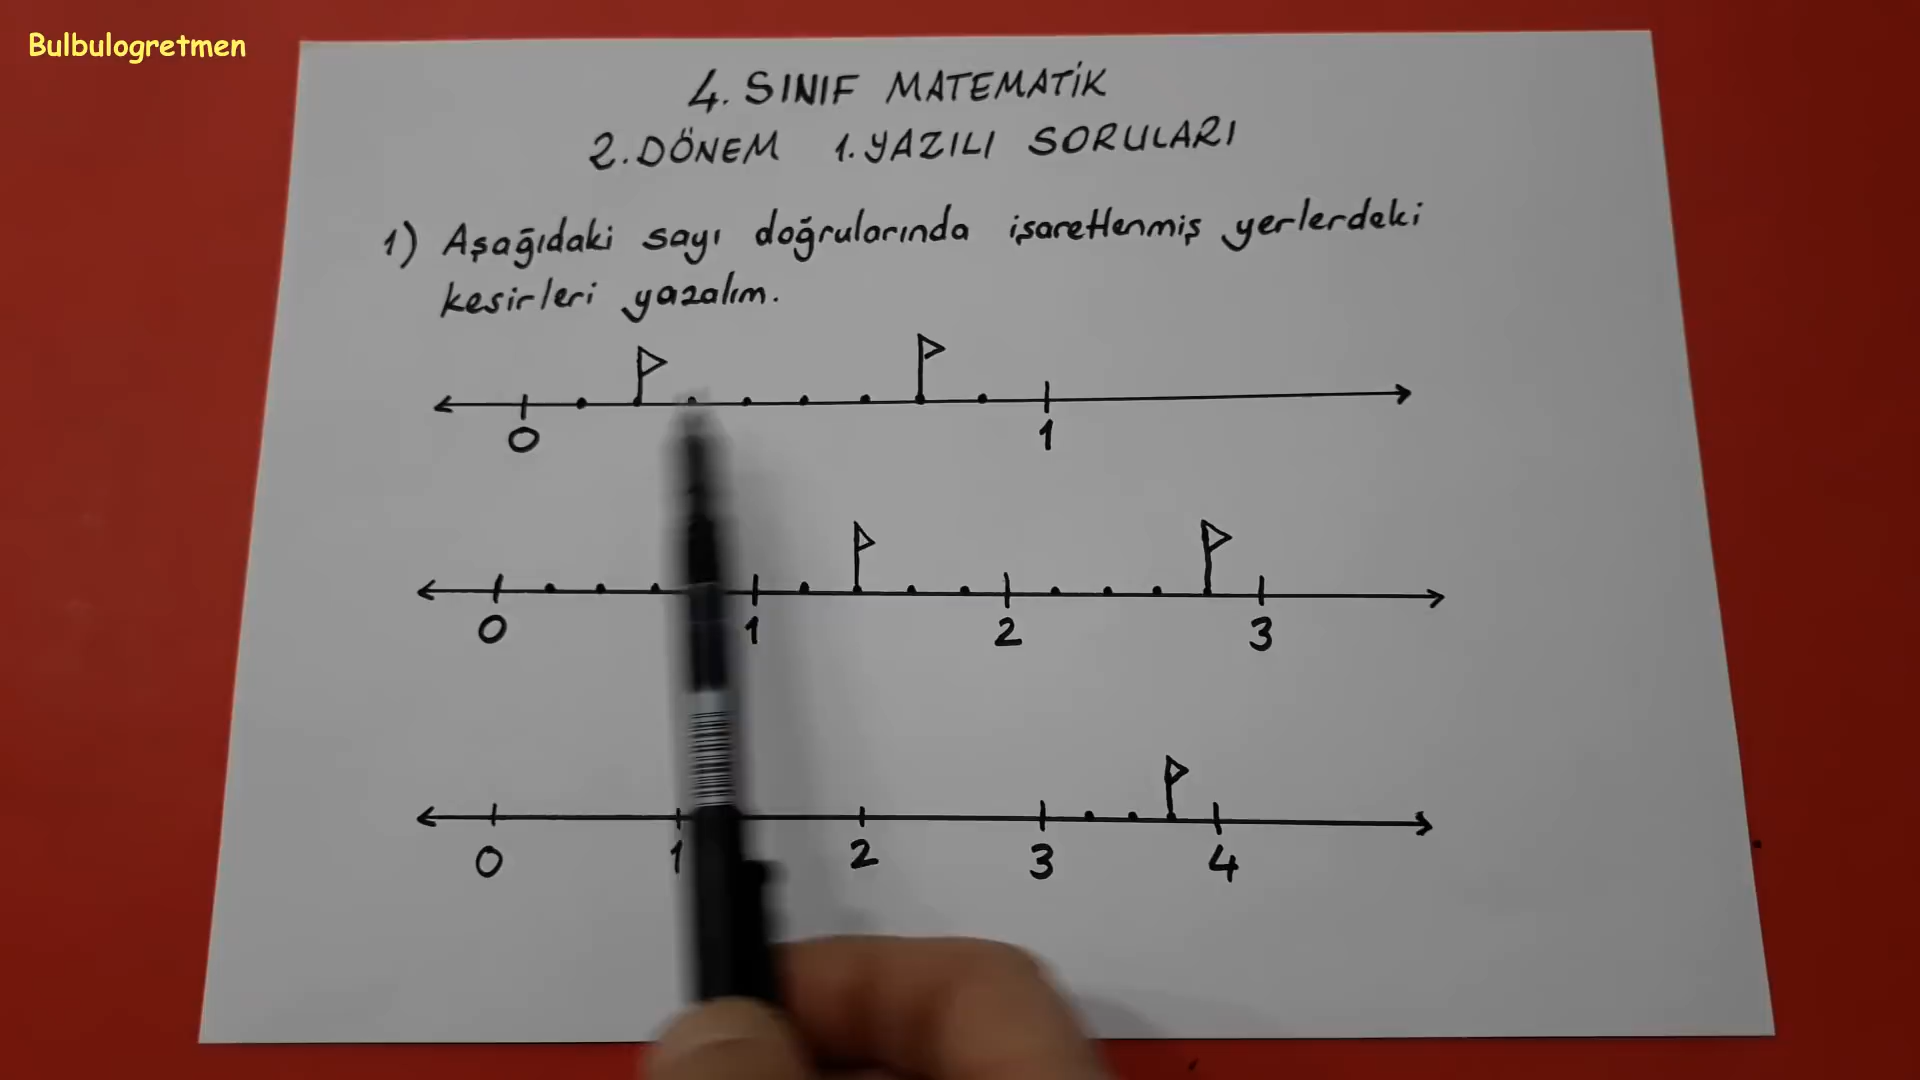 Bulbulogretmen
4. SINIF MATEMATİK
2. DÖNEM 1. YAZILI SORULARI
1) Aşağıdaki sayı doğrularında işaretlenmiş yerlerdeki
kesirleri yazalım.
0 1
0 1 2 3
0 1 2 3 4